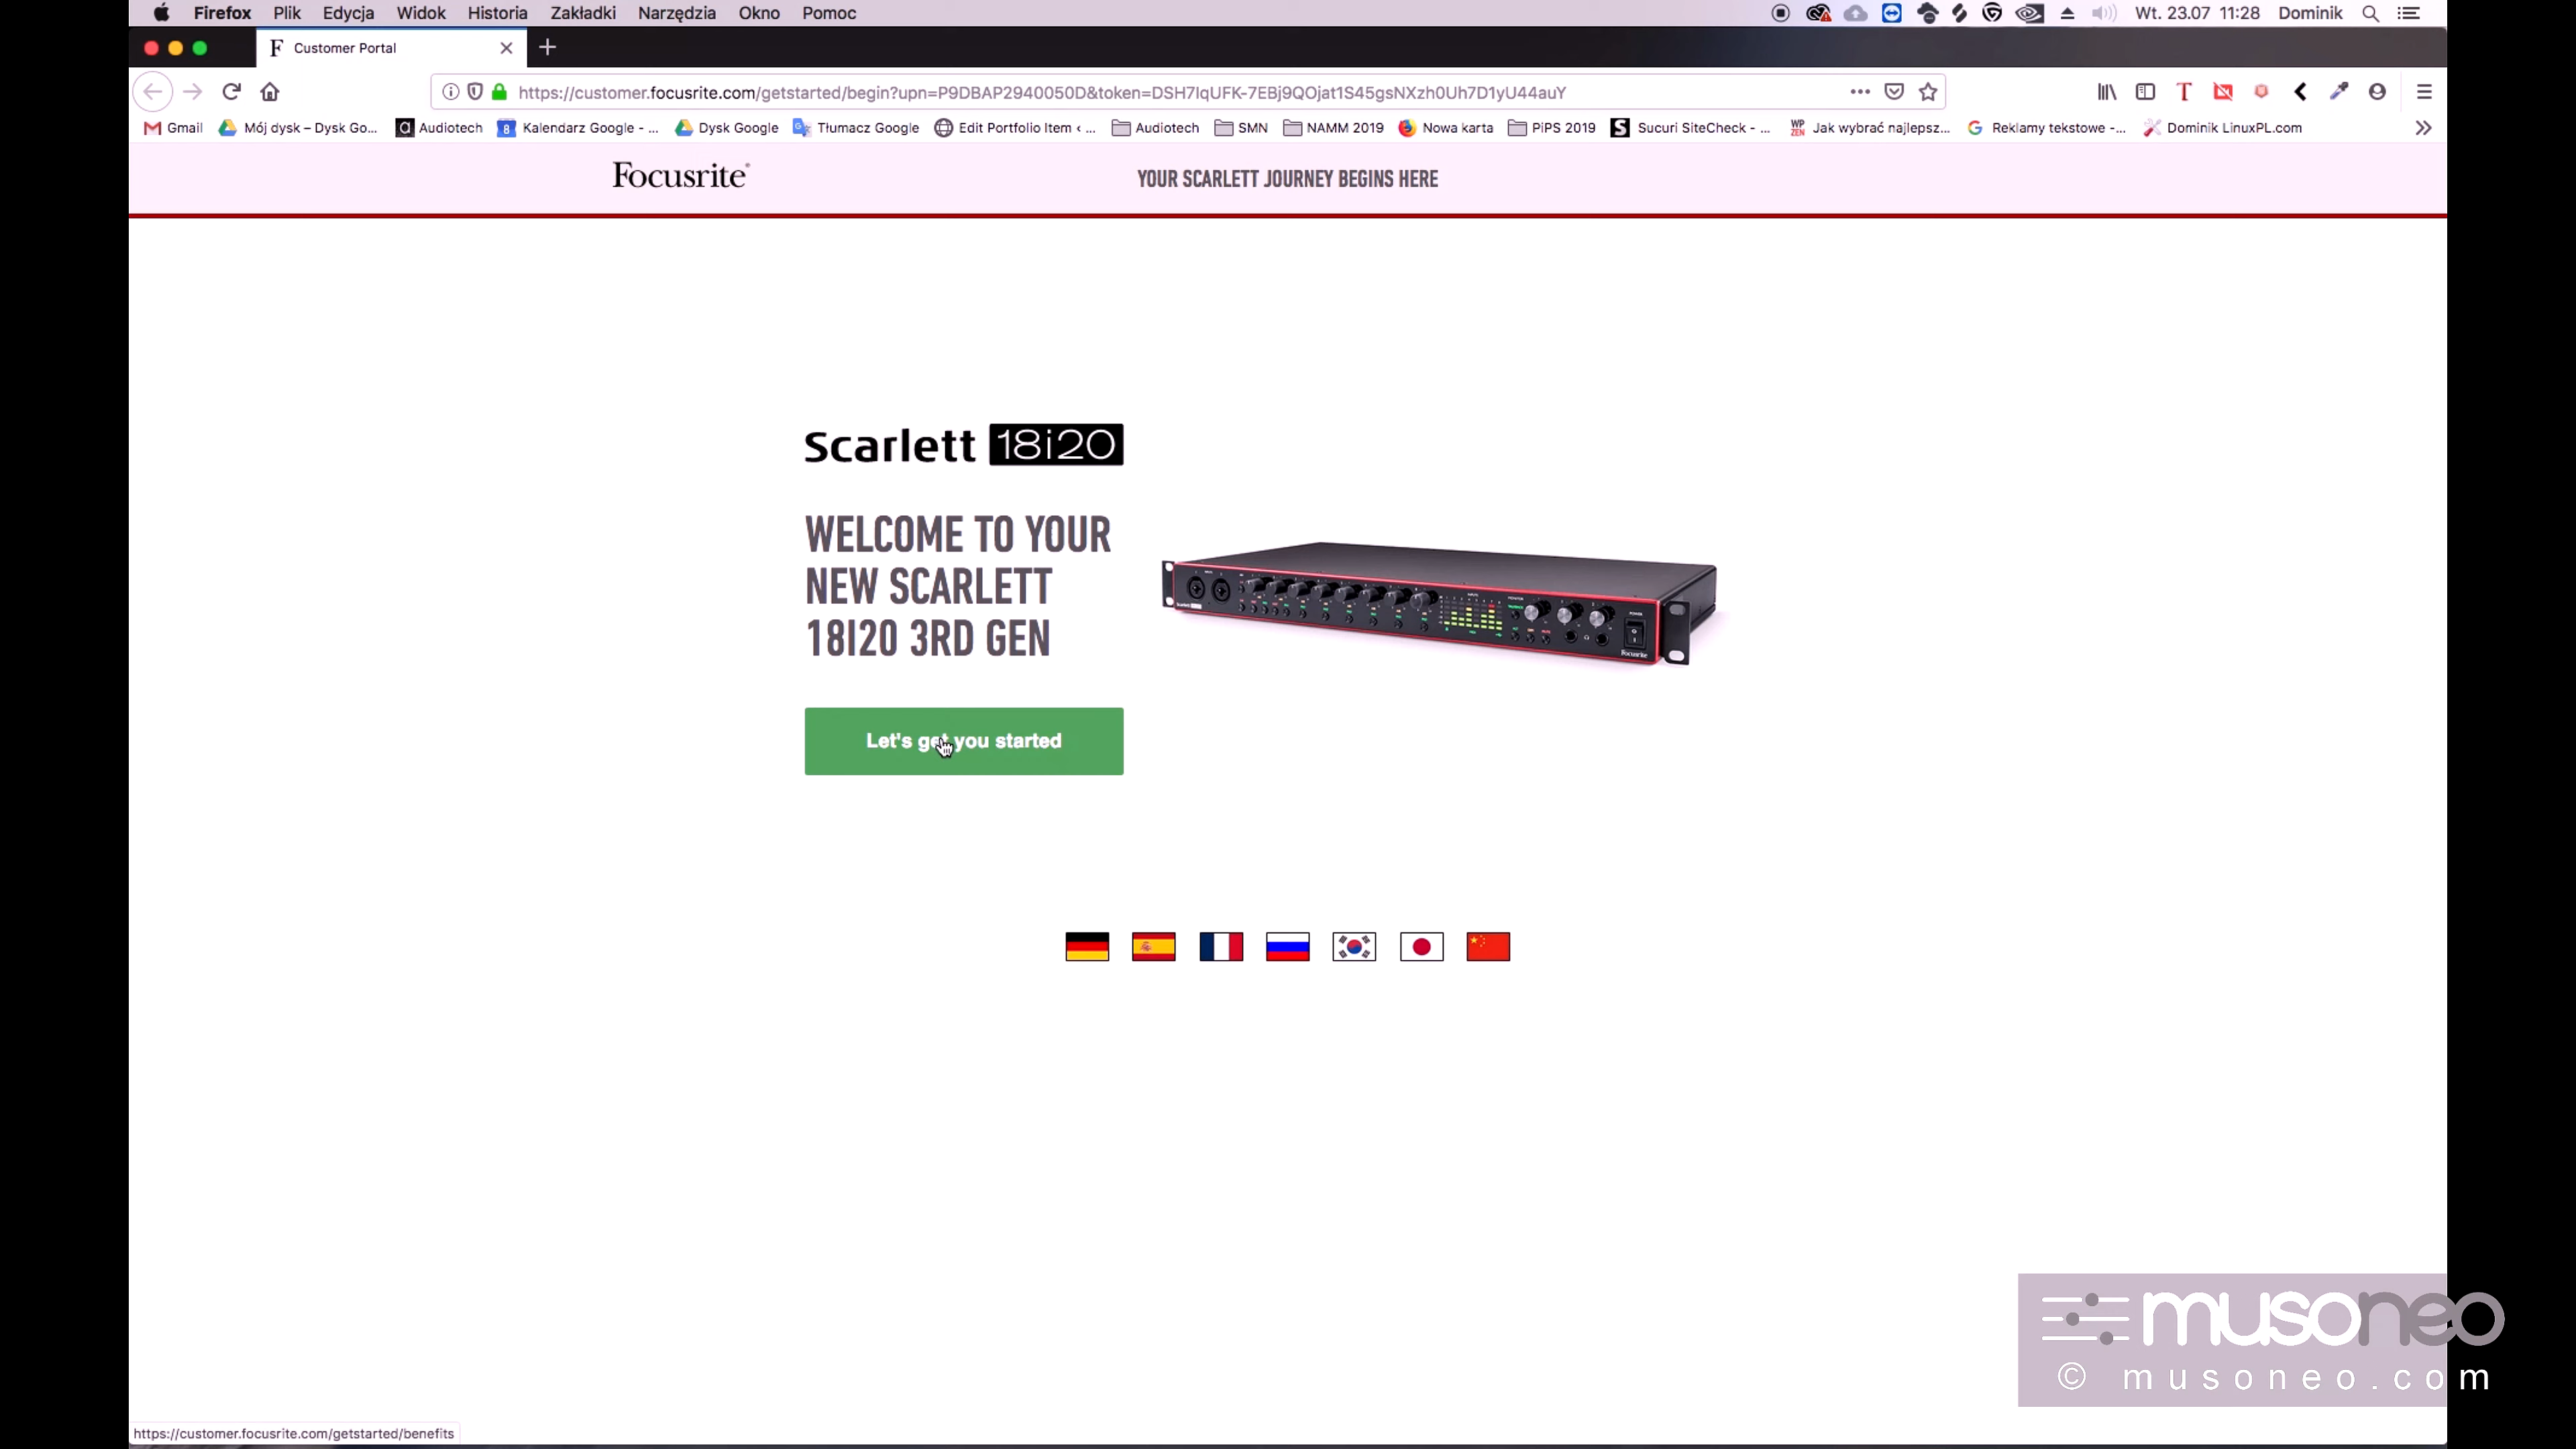 Firefox Plik Edycja Widok Historia Zakładki Narzędzia Okno Pomoc Wt. 23.07 11:28 Dominik
F Customer Portal
https://customer.focusrite.com/getstarted/begin?upn=P9DBAP2940050D&token=DSH7IqUFK-7EBj9QOjat1S45gsNXzh0Uh7D1yU44auY
Gmail Mój dysk – Dysk Go... Audiotech Kalendarz Google - ... Dysk Google Tłumacz Google Edit Portfolio Item ‹ ... Audiotech SMN NAMM 2019 Nowa karta PiPS 2019 Sucuri SiteCheck - ... Jak wybrać najlepsz... Reklamy tekstowe -... Dominik LinuxPL.com
Focusrite® YOUR SCARLETT JOURNEY BEGINS HERE
Scarlett 18i20
WELCOME TO YOUR
NEW SCARLETT
18I20 3RD GEN
Let's get you started
Focusrite
musoneo
© musoneo.com
https://customer.focusrite.com/getstarted/benefits